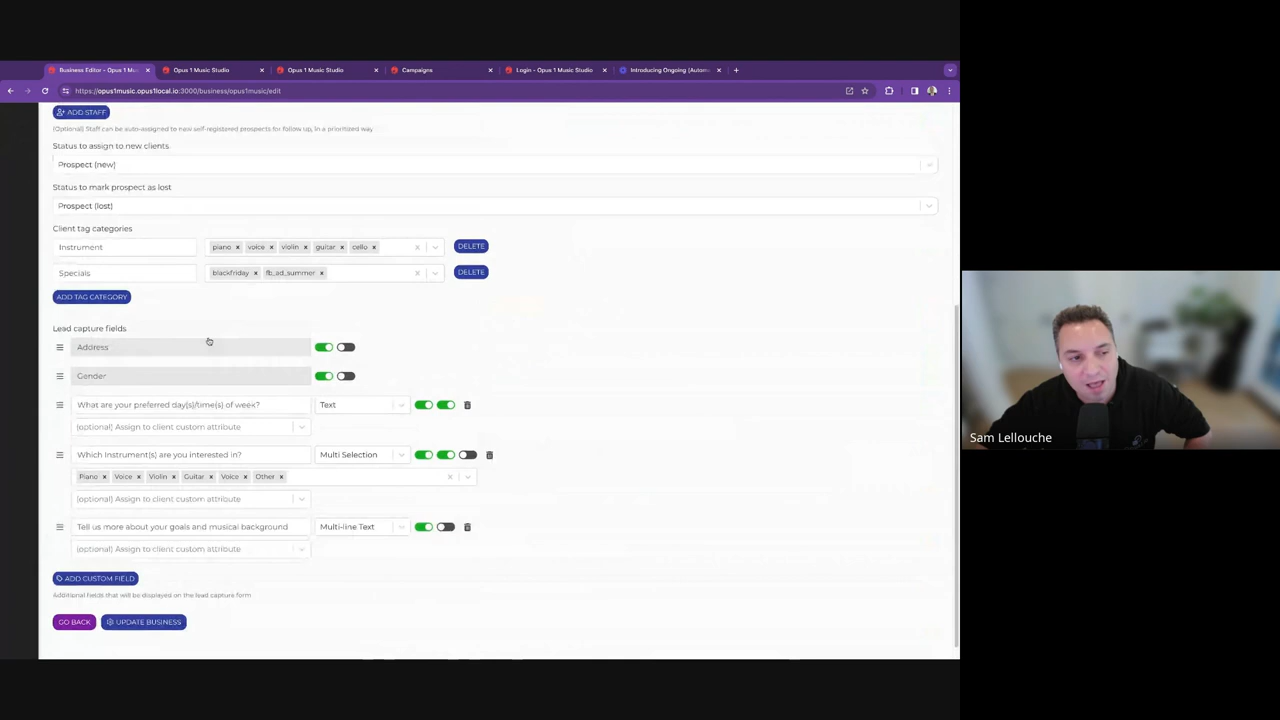 Business Editor - Opus 1 Mu
Opus 1 Music Studio
Opus 1 Music Studio
Campaigns
Login - Opus 1 Music Studio
Introducing Ongoing (Autom
https://opus1music.opus1local.io:3000/business/opus1music/edit
ADD STAFF
(Optional) Staff can be auto-assigned to new self-registered prospects for follow up, in a prioritized way
Status to assign to new clients
Prospect (new)
Status to mark prospect as lost
Prospect (lost)
Client tag categories
Instrument piano x voice x violin x guitar x cello x DELETE
Specials blackfriday x fb_ad_summer x DELETE
ADD TAG CATEGORY
Lead capture fields
Address
Gender
What are your preferred day(s)/time(s) of week? Text
(optional) Assign to client custom attribute
Which Instrument(s) are you interested in? Multi Selection
Piano x Voice x Violin x Guitar x Voice x Other x
(optional) Assign to client custom attribute
Tell us more about your goals and musical background Multi-line Text
(optional) Assign to client custom attribute
ADD CUSTOM FIELD
Additional fields that will be displayed on the lead capture form
GO BACK UPDATE BUSINESS
Sam Lellouche